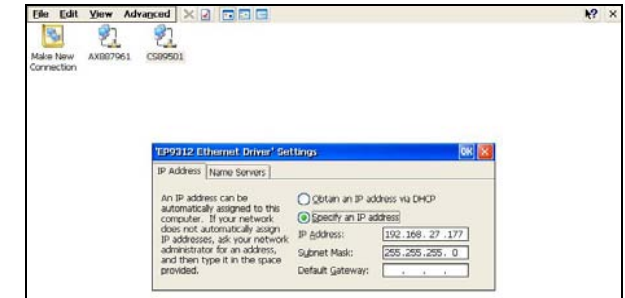 File Edit View Advanced
Make New Connection
AX887961
CS89501
'EP9312 Ethernet Driver' Settings OK
IP Address Name Servers
An IP address can be
automatically assigned to this
computer. If your network
does not automatically assign
IP addresses, ask your network
administrator for an address,
and then type it in the space
provided.
Obtain an IP address via DHCP
Specify an IP address
IP Address: 192.168. 27 .177
Subnet Mask: 255.255.255. 0
Default Gateway: . . .